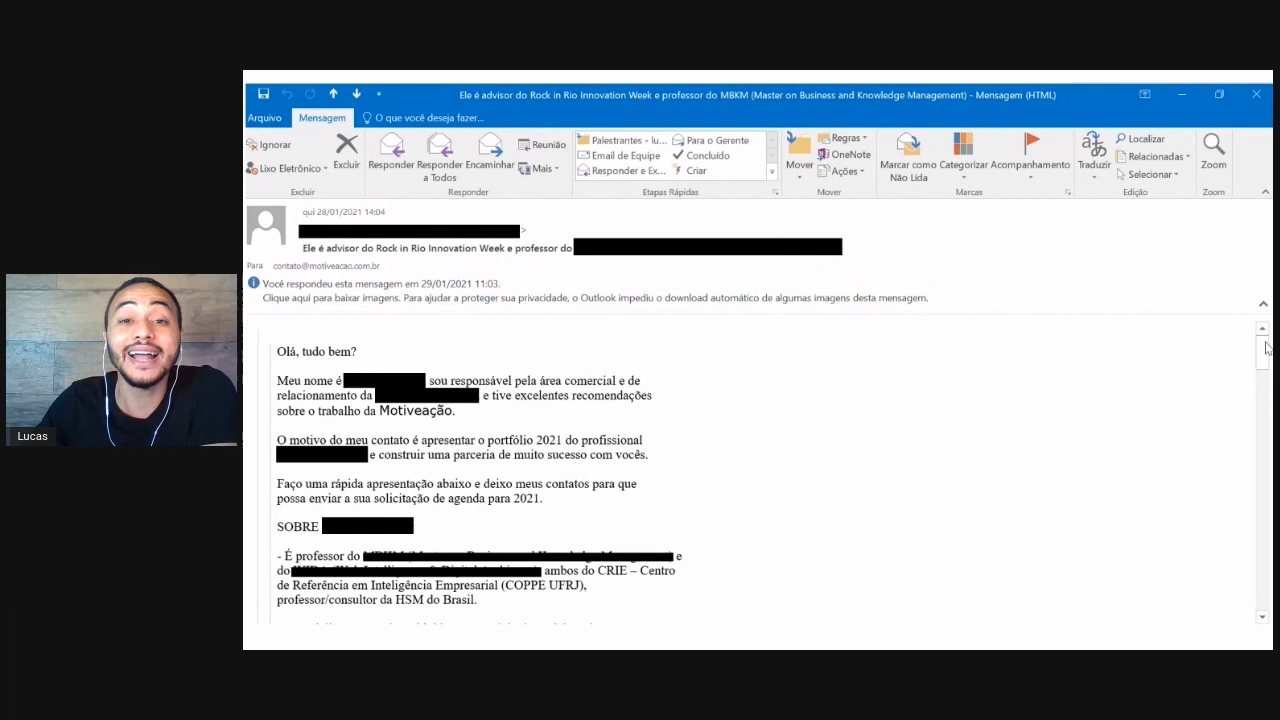 Ele é advisor do Rock in Rio Innovation Week e professor do MBKM (Master on Business and Knowledge Management) - Mensagem (HTML)
Arquivo Mensagem O que você deseja fazer...
Ignorar
Lixo Eletrônico
Excluir
Responder
Responder a Todos
Encaminhar
Reunião
Mais
Palestrantes - lu...
Para o Gerente
Email de Equipe
Concluído
Responder e Ex...
Criar
Mover
Regras
OneNote
Ações
Marcar como Não Lida
Categorizar
Acompanhamento
Traduzir
Localizar
Relacionadas
Selecionar
Zoom
Excluir Responder Etapas Rápidas Mover Marcas Edição Zoom
qui 28/01/2021 14:04
>
Ele é advisor do Rock in Rio Innovation Week e professor do
Para contato@motiveacao.com.br
Você respondeu esta mensagem em 29/01/2021 11:03.
Clique aqui para baixar imagens. Para ajudar a proteger sua privacidade, o Outlook impediu o download automático de algumas imagens desta mensagem.
Olá, tudo bem?
Meu nome é sou responsável pela área comercial e de
relacionamento da e tive excelentes recomendações
sobre o trabalho da Motiveação.
O motivo do meu contato é apresentar o portfólio 2021 do profissional
e construir uma parceria de muito sucesso com vocês.
Faço uma rápida apresentação abaixo e deixo meus contatos para que
possa enviar a sua solicitação de agenda para 2021.
SOBRE
- É professor do e
do ambos do CRIE – Centro
de Referência em Inteligência Empresarial (COPPE UFRJ),
professor/consultor da HSM do Brasil.
Lucas